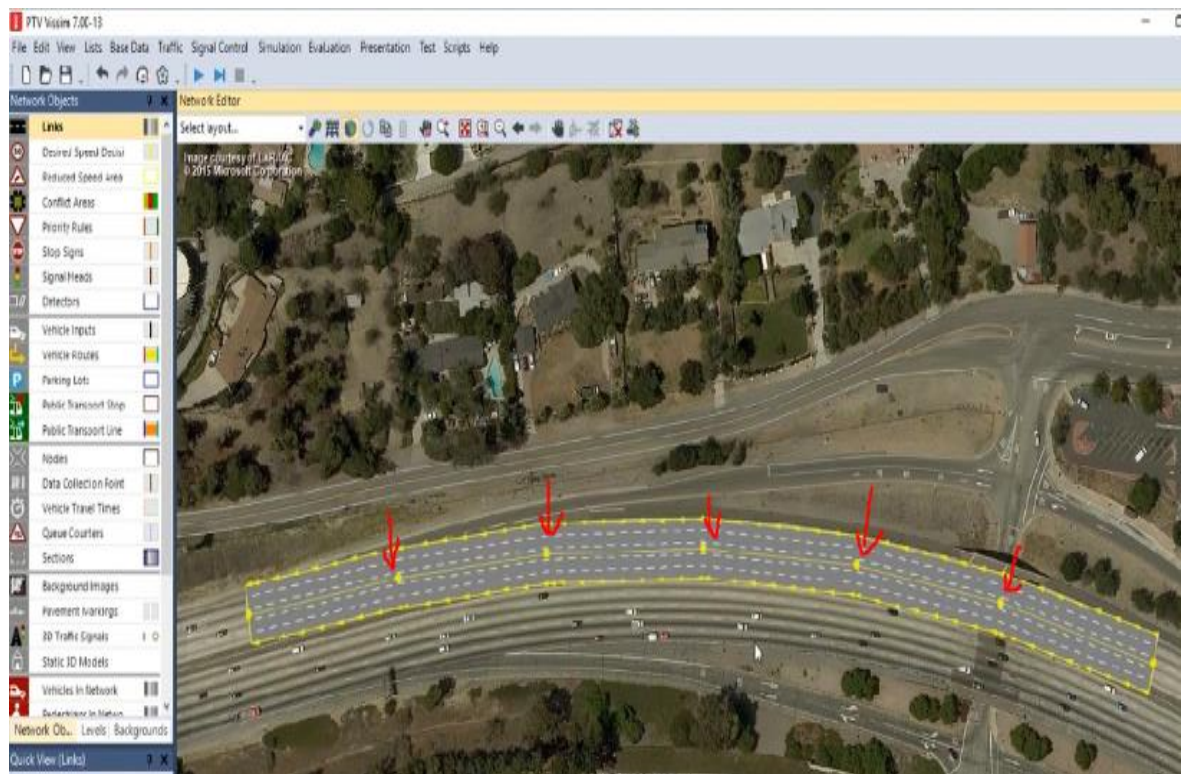 PTV Vissim 7.00-13
File Edit View Lists Base Data Traffic Signal Control Simulation Evaluation Presentation Test Scripts Help
Network Objects
Network Editor
Links
Select layout...
Image courtesy of
© 2015 Microsoft Corporation
Desired Speed Decisi
Reduced Speed Area
Conflict Areas
Priority Rules
Stop Signs
Signal Heads
Detectors
Vehicle Inputs
Vehicle Routes
Parking Lots
Public Transport Stop
Public Transport Line
Nodes
Data Collection Point
Vehicle Travel Times
Queue Counters
Sections
Background Images
Pavement Markings
3D Traffic Signals
Static 3D Models
Vehicles In Network
Pedestrians In Netwo
Network Ob... Levels Backgrounds
Quick View (Links)